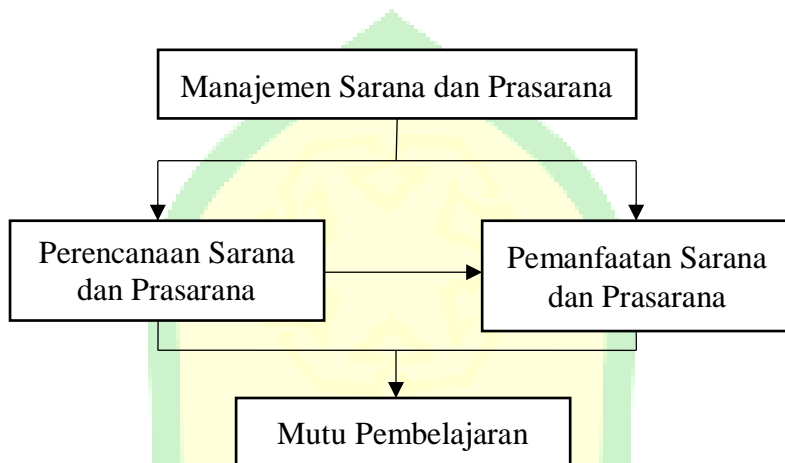 Manajemen Sarana dan Prasarana
Perencanaan Sarana
dan Prasarana
Pemanfaatan Sarana
dan Prasarana
Mutu Pembelajaran